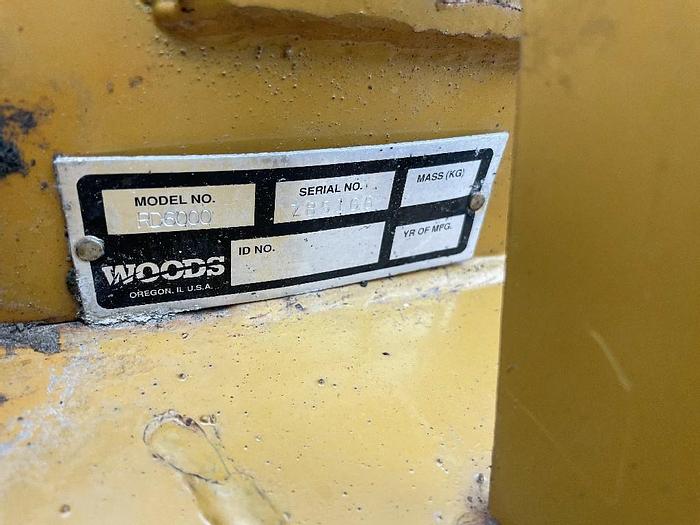 MODEL NO.
RD6000
SERIAL NO.
MASS (KG)
ID NO.
YR OF MFG.
WOODS
OREGON, IL U.S.A.